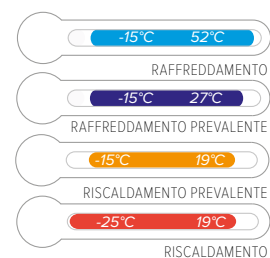 -15°C 52°C
RAFFREDDAMENTO
-15°C 27°C
RAFFREDDAMENTO PREVALENTE
-15°C 19°C
RISCALDAMENTO PREVALENTE
-25°C 19°C
RISCALDAMENTO